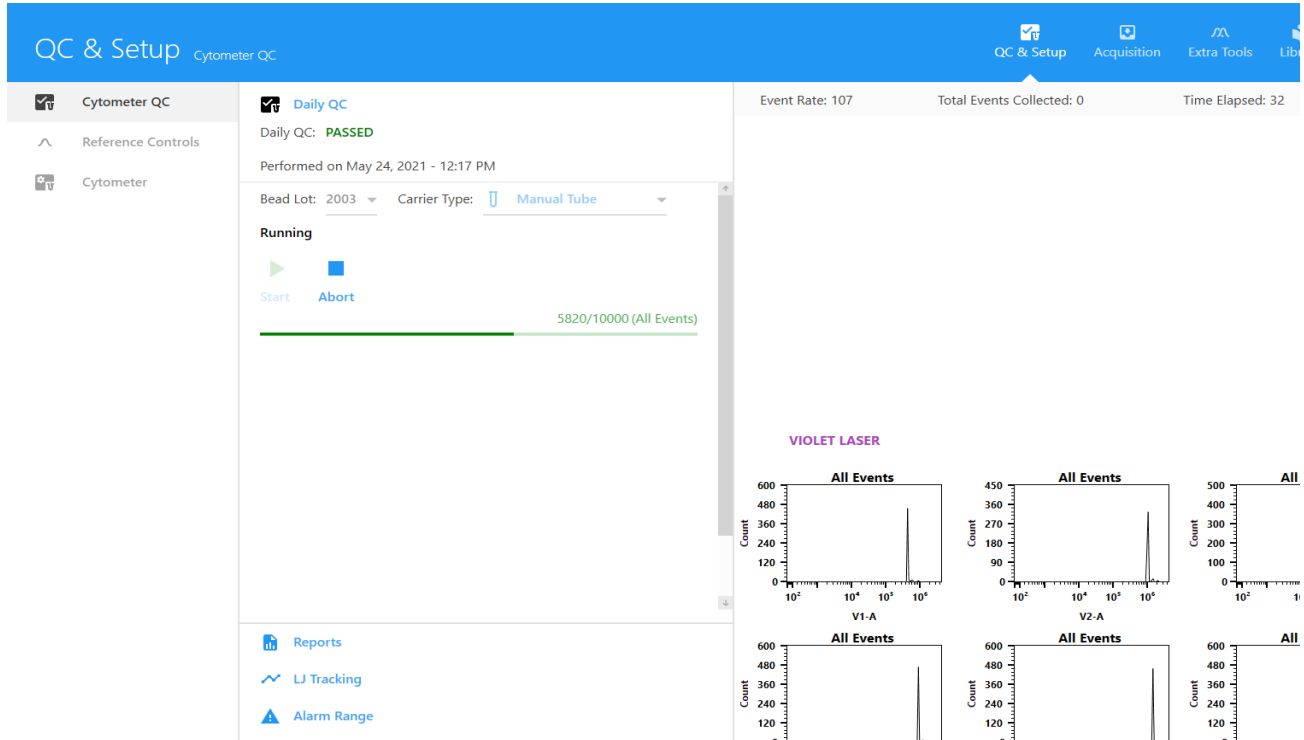 QC & Setup Cytometer QC
QC & Setup
Acquisition
Extra Tools
Cytometer QC
Reference Controls
Cytometer
Daily QC
Daily QC: PASSED
Performed on May 24, 2021 - 12:17 PM
Bead Lot: 2003 Carrier Type: Manual Tube
Running
Start Abort
5820/10000 (All Events)
Reports
LJ Tracking
Alarm Range
Event Rate: 107 Total Events Collected: 0 Time Elapsed: 32
VIOLET LASER
All Events
600
480
360
240
120
0
Count
10² 10⁴ 10⁵ 10⁶
V1-A
All Events
450
360
270
180
90
0
Count
10² 10⁴ 10⁵ 10⁶
V2-A
All
500
400
300
200
100
0
Count
10²
All Events
600
480
360
240
120
Count
All Events
600
480
360
240
120
Count
All
600
480
360
240
120
Count